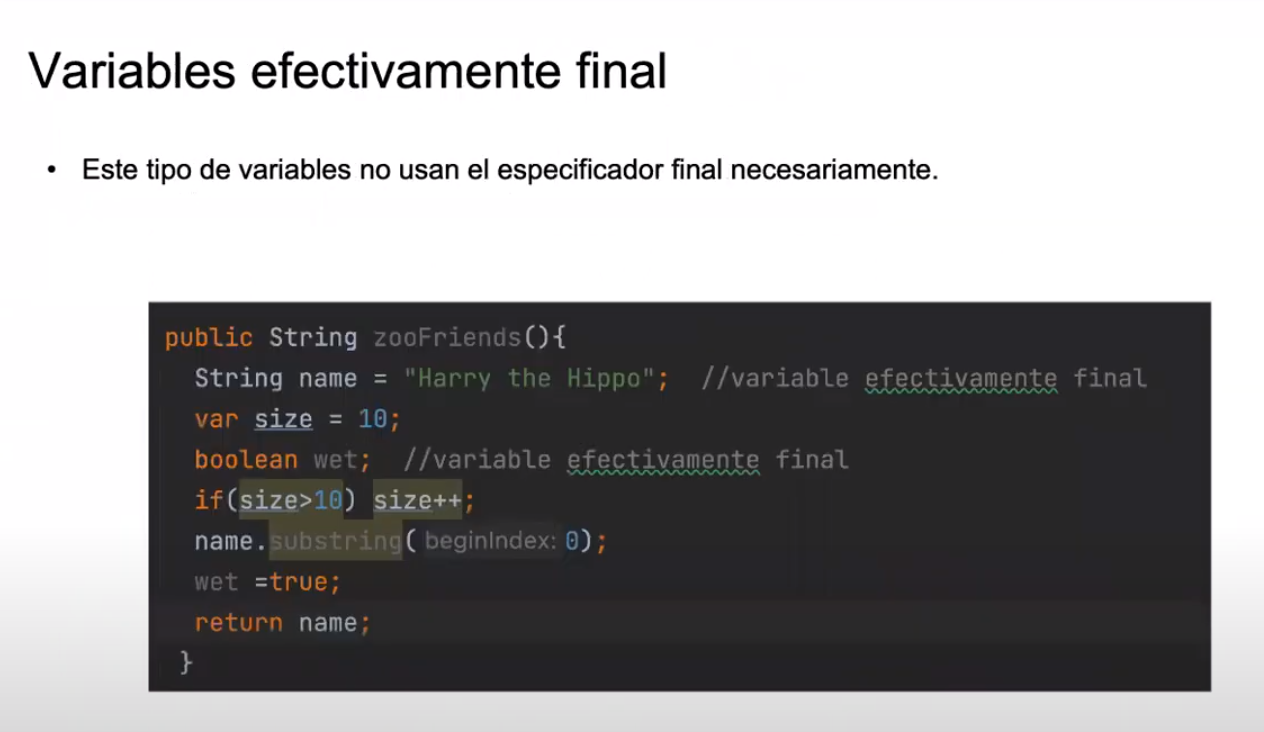 Variables efectivamente final
• Este tipo de variables no usan el especificador final necesariamente.
public String zooFriends(){
String name = "Harry the Hippo"; //variable efectivamente final
var size = 10;
boolean wet; //variable efectivamente final
if(size>10) size++;
name.substring( beginIndex: 0);
wet =true;
return name;
}